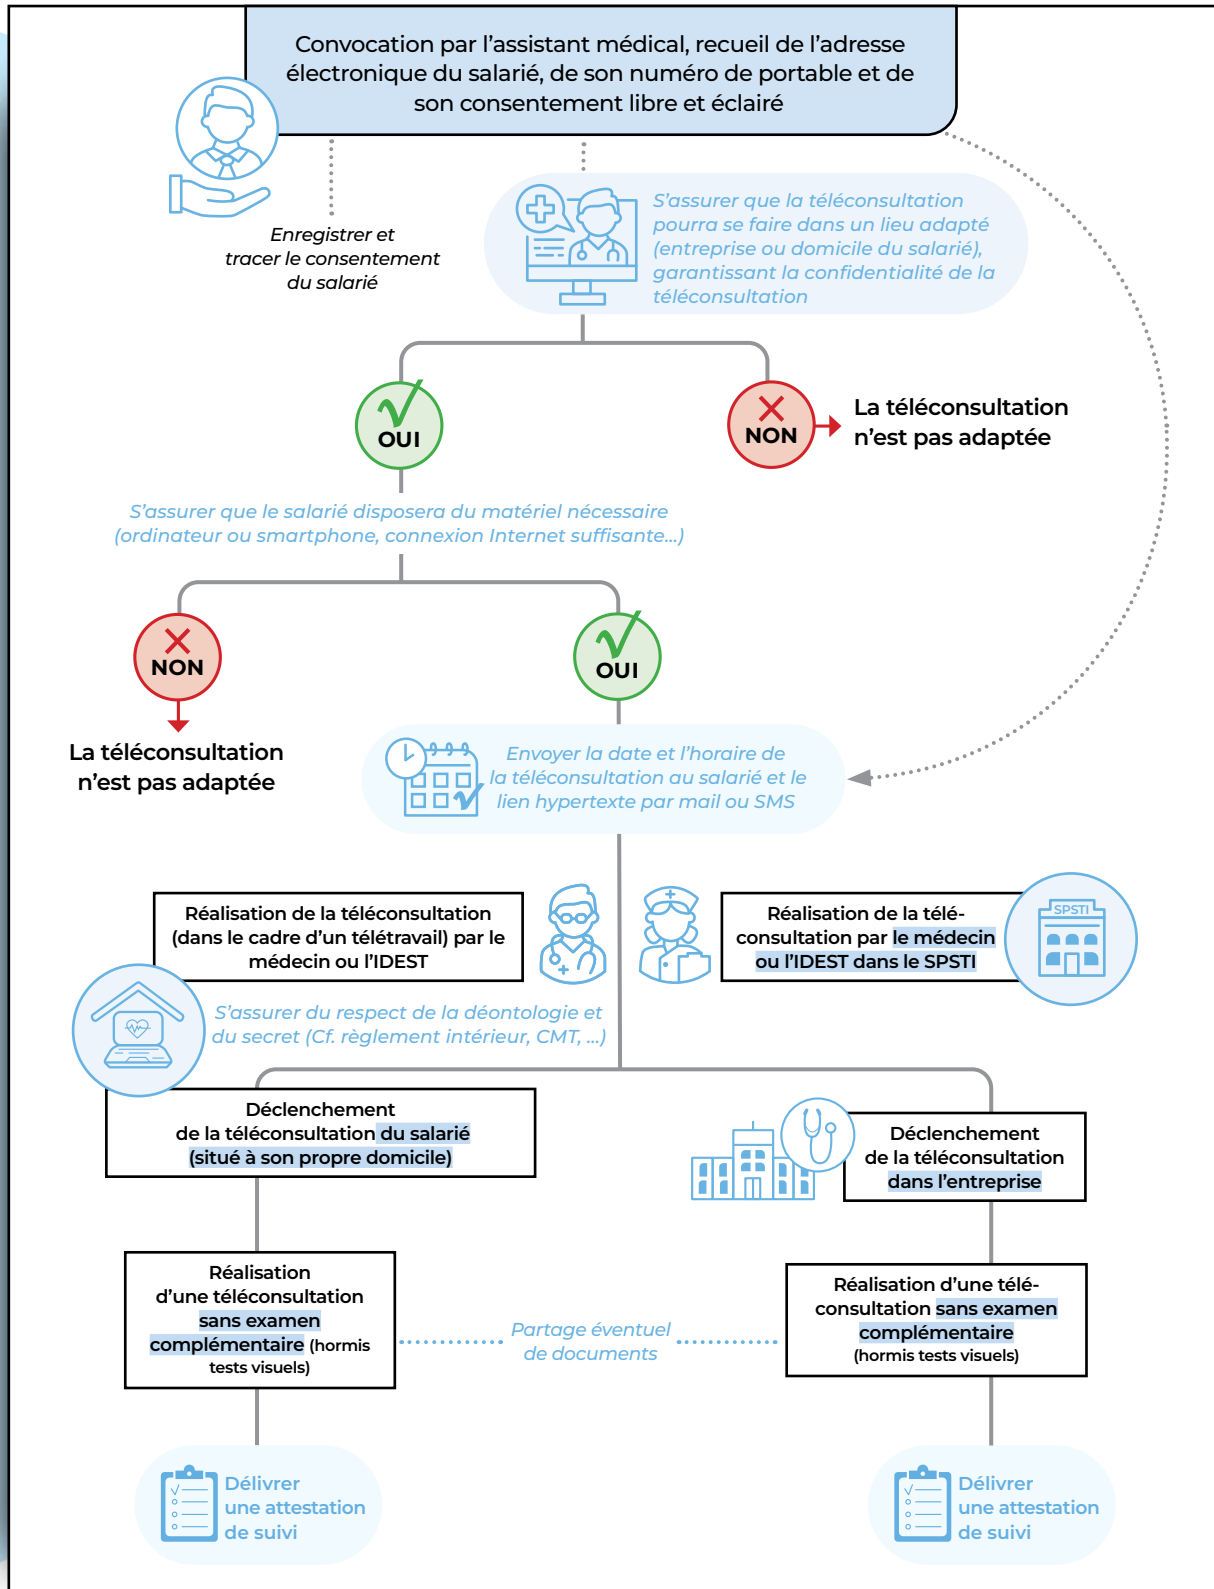 Convocation par l’assistant médical, recueil de l’adresse
électronique du salarié, de son numéro de portable et de
son consentement libre et éclairé
Enregistrer et
tracer le consentement
du salarié
S’assurer que la téléconsultation
pourra se faire dans un lieu adapté
(entreprise ou domicile du salarié),
garantissant la confidentialité de la
téléconsultation
OUI
NON
La téléconsultation
n’est pas adaptée
S’assurer que le salarié disposera du matériel nécessaire
(ordinateur ou smartphone, connexion Internet suffisante...)
NON
OUI
La téléconsultation
n’est pas adaptée
Envoyer la date et l’horaire de
la téléconsultation au salarié et le
lien hypertexte par mail ou SMS
Réalisation de la téléconsultation
(dans le cadre d’un télétravail) par le
médecin ou l’IDEST
Réalisation de la télé-
consultation par le médecin
ou l’IDEST dans le SPSTI
SPSTI
S’assurer du respect de la déontologie et
du secret (Cf. règlement intérieur, CMT, ...)
Déclenchement
de la téléconsultation du salarié
(situé à son propre domicile)
Déclenchement
de la téléconsultation
dans l’entreprise
Réalisation
d’une téléconsultation
sans examen
complémentaire (hormis
tests visuels)
Partage éventuel
de documents
Réalisation d’une télé-
consultation sans examen
complémentaire
(hormis tests visuels)
Délivrer
une attestation
de suivi
Délivrer
une attestation
de suivi